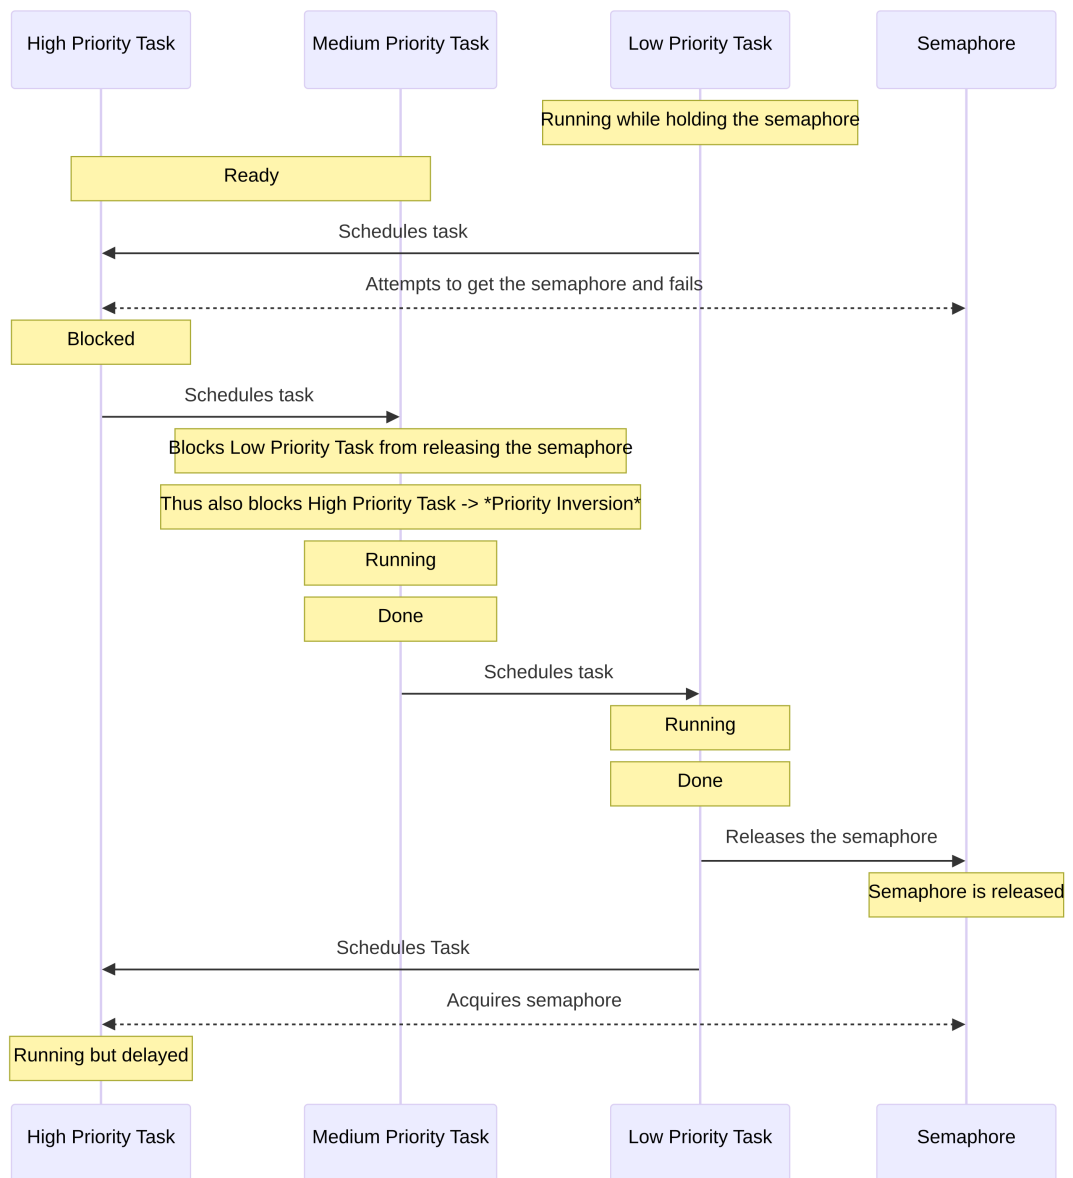 High Priority Task
Medium Priority Task
Low Priority Task
Semaphore
Running while holding the semaphore
Ready
Schedules task
Attempts to get the semaphore and fails
Blocked
Schedules task
Blocks Low Priority Task from releasing the semaphore
Thus also blocks High Priority Task -> *Priority Inversion*
Running
Done
Schedules task
Running
Done
Releases the semaphore
Semaphore is released
Schedules Task
Acquires semaphore
Running but delayed
High Priority Task
Medium Priority Task
Low Priority Task
Semaphore